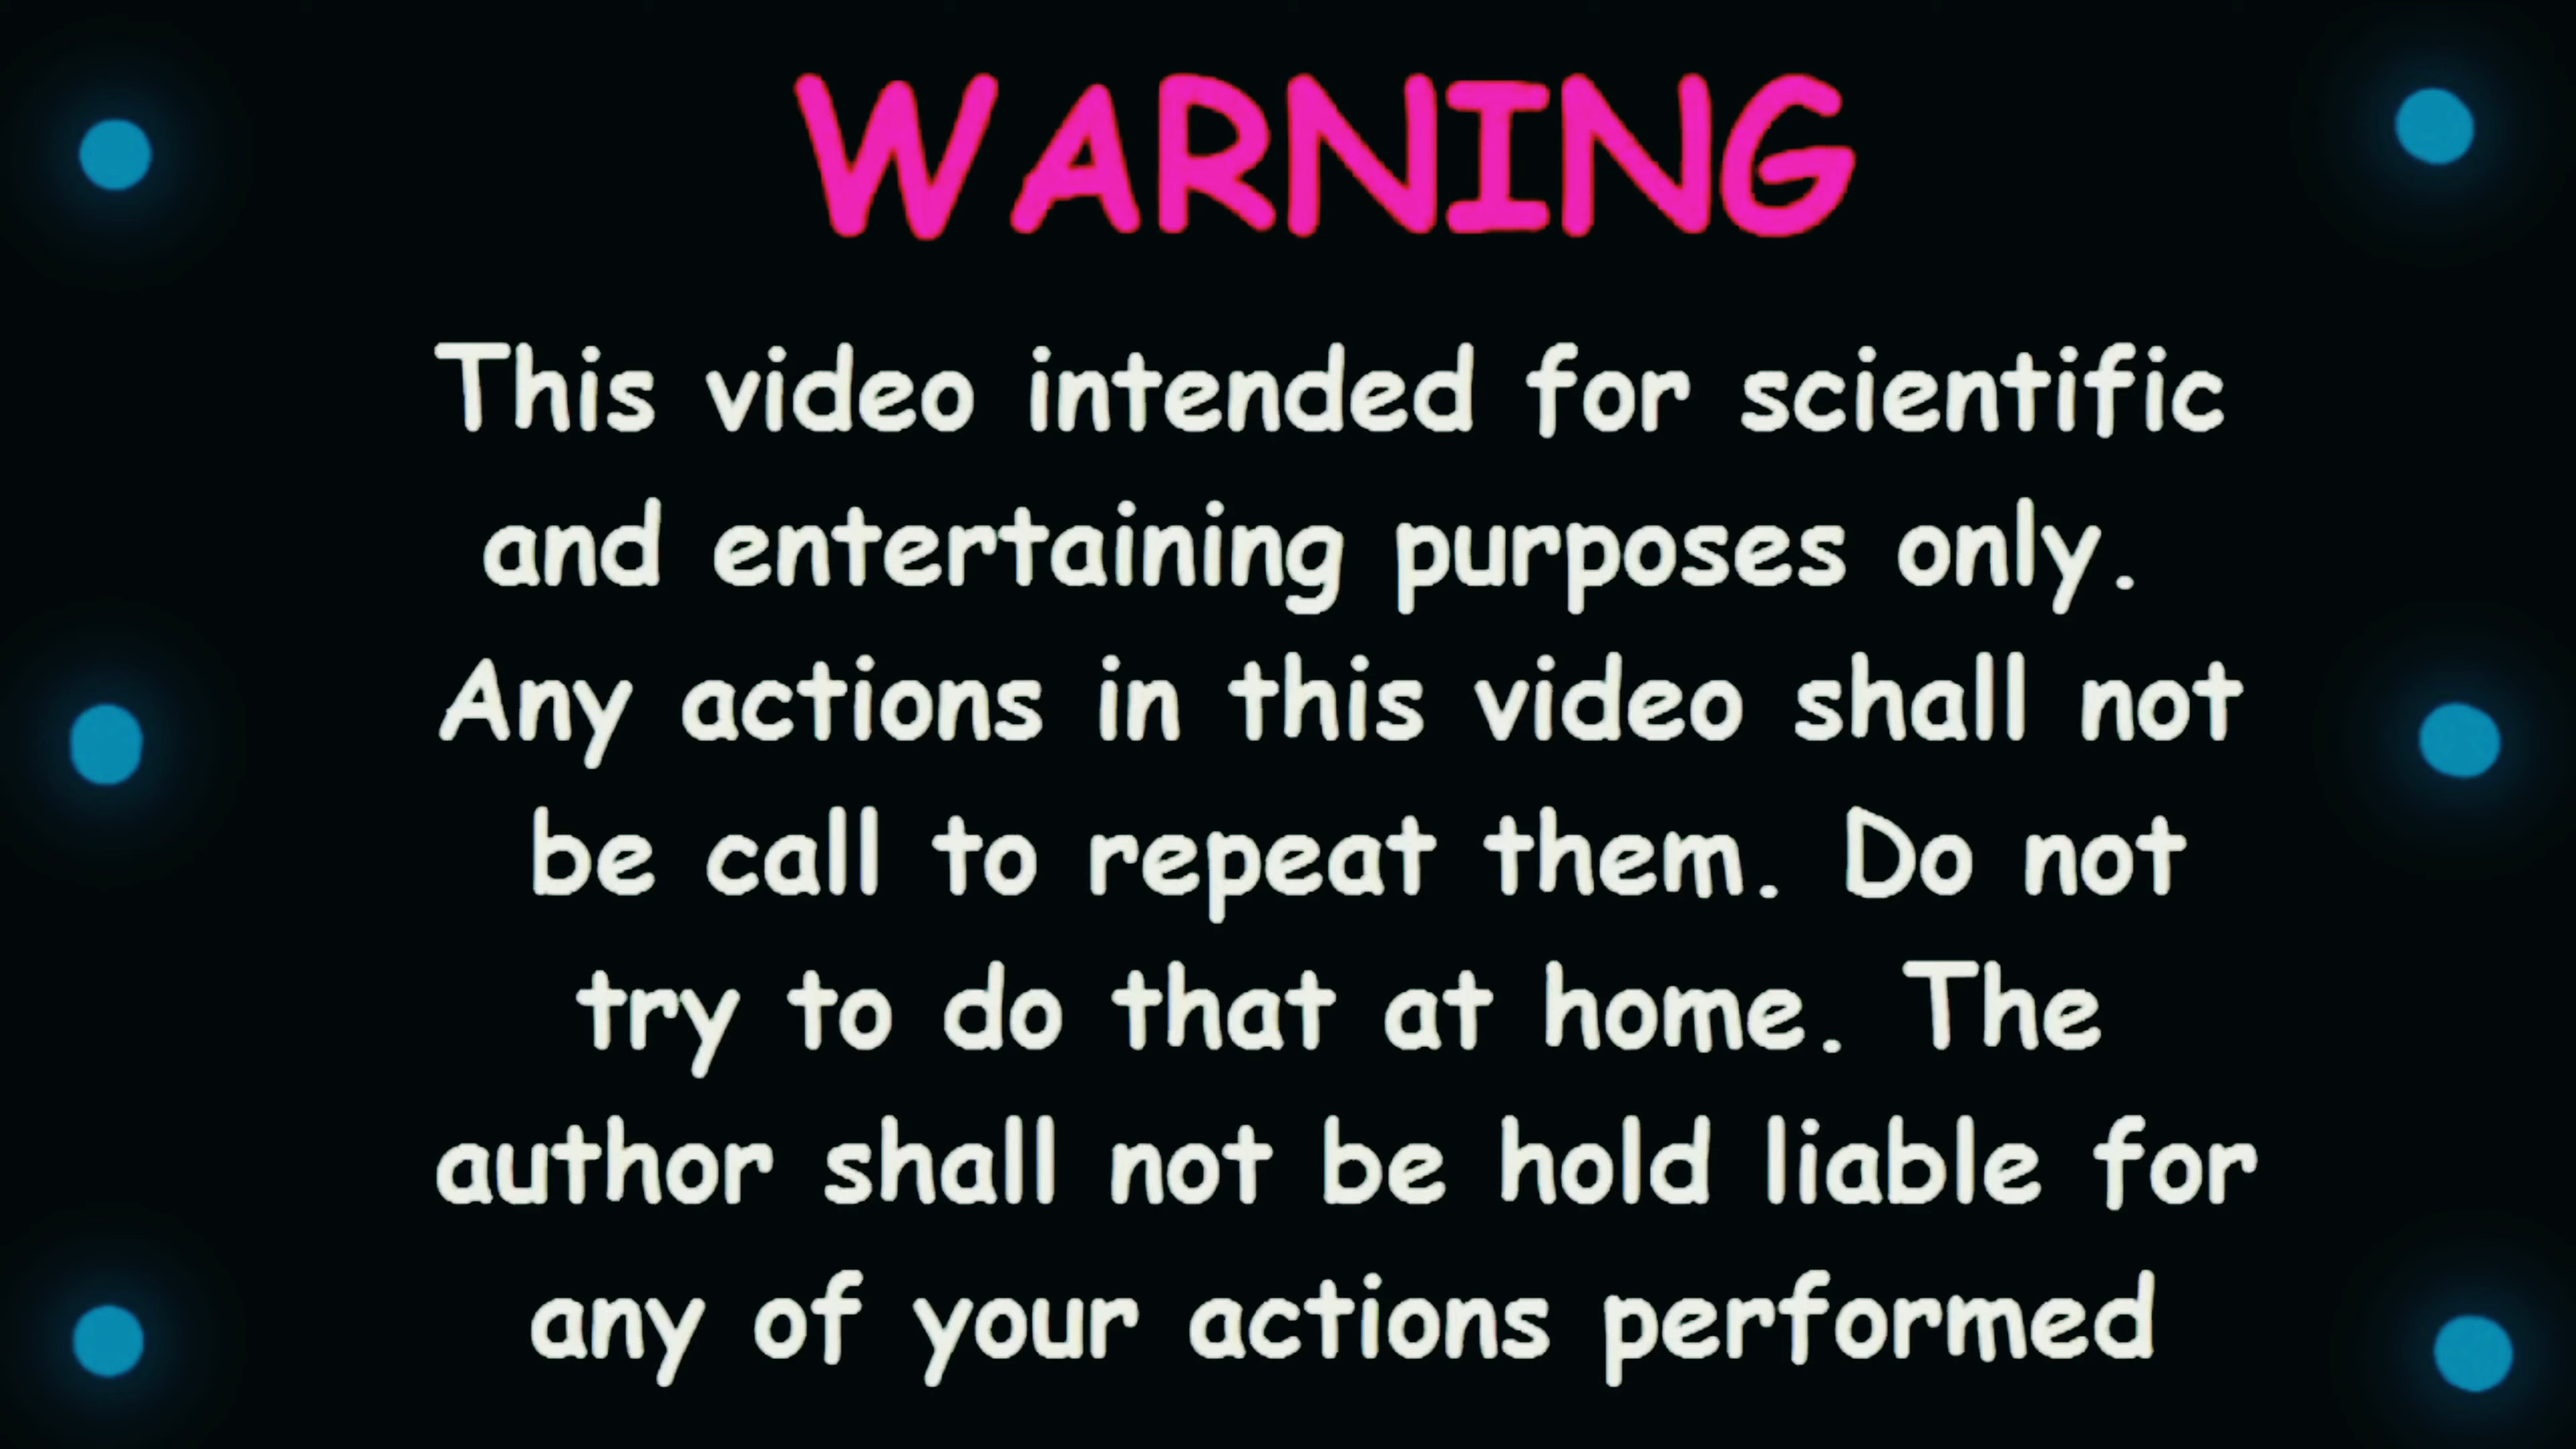 WARNING
This video intended for scientific
and entertaining purposes only.
Any actions in this video shall not
be call to repeat them. Do not
try to do that at home. The
author shall not be hold liable for
any of your actions performed